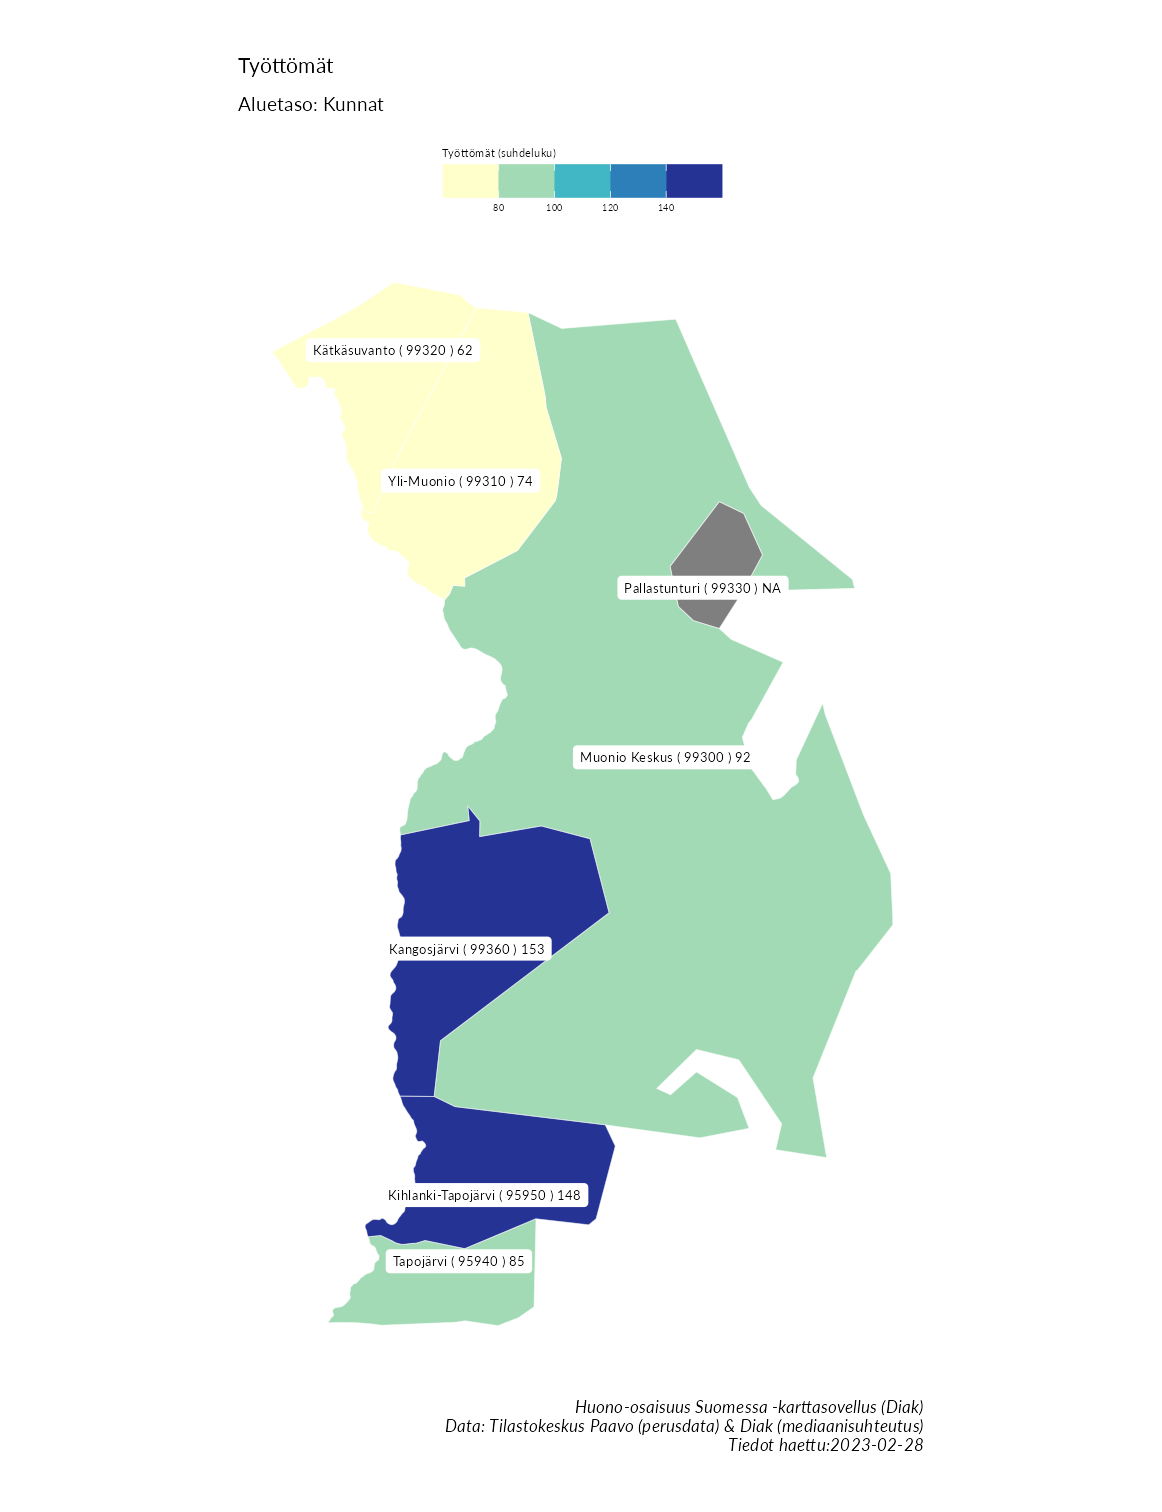 Työttömät
Aluetaso: Kunnat
Työttömät (suhdeluku)
80 100 120 140
Kätkäsuvanto ( 99320 ) 62
Yli-Muonio ( 99310 ) 74
Pallastunturi ( 99330 ) NA
Muonio Keskus ( 99300 ) 92
Kangosjärvi ( 99360 ) 153
Kihlanki-Tapojärvi ( 95950 ) 148
Tapojärvi ( 95940 ) 85
Huono-osaisuus Suomessa -karttasovellus (Diak)
Data: Tilastokeskus Paavo (perusdata) & Diak (mediaanisuhteutus)
Tiedot haettu:2023-02-28